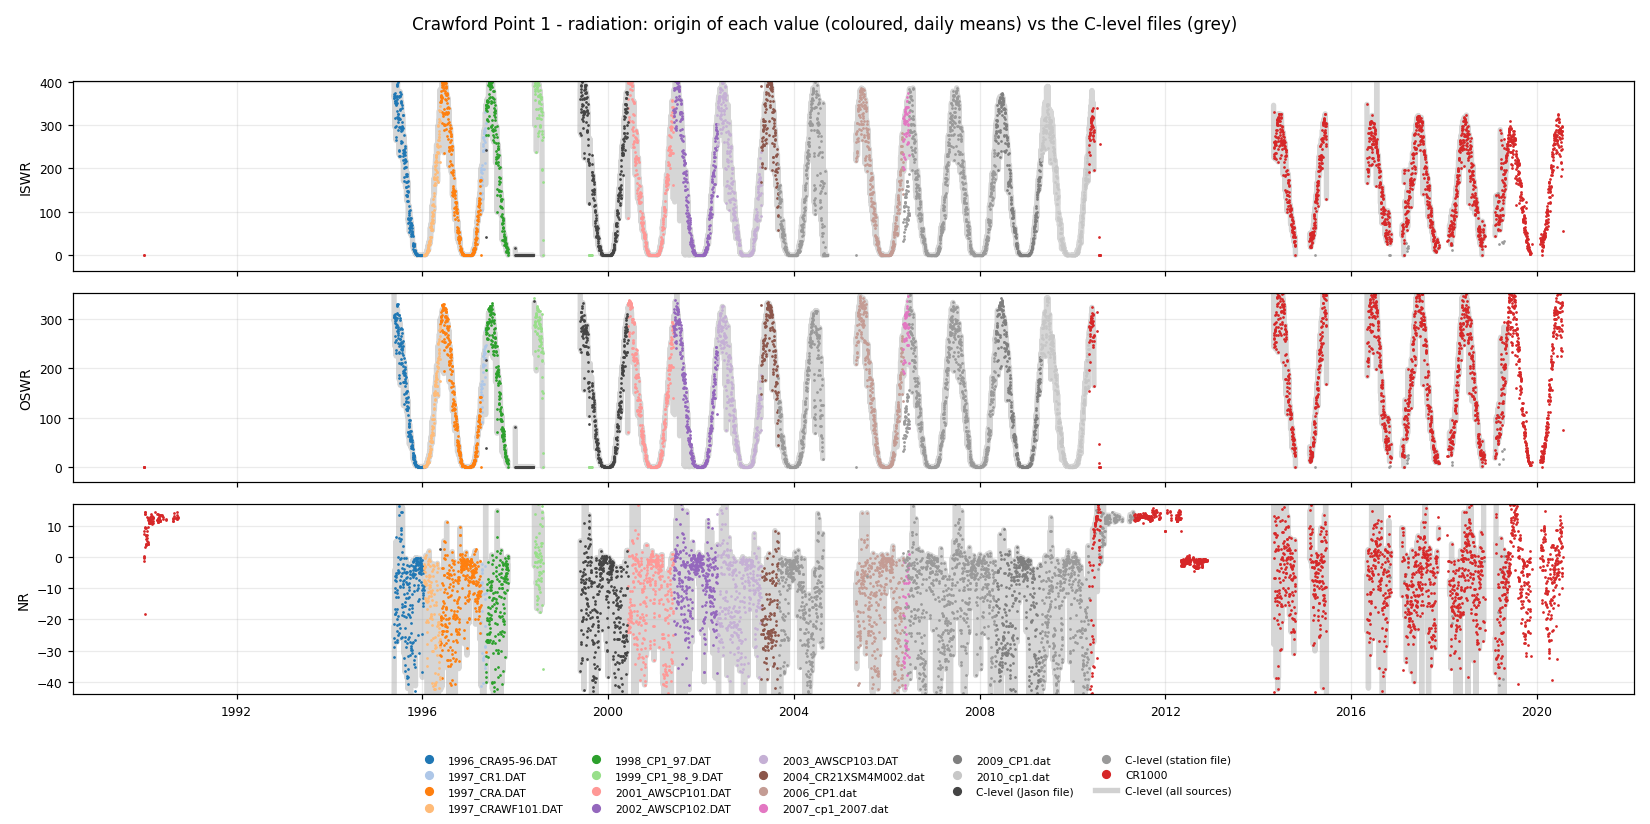 Crawford Point 1 - radiation: origin of each value (coloured, daily means) vs the C-level files (grey)
400
300
200
100
0
ISWR
300
200
100
0
OSWR
10
0
−10
−20
−30
−40
NR
1992 1996 2000 2004 2008 2012 2016 2020
1996_CRA95-96.DAT 1998_CP1_97.DAT 2003_AWSCP103.DAT 2009_CP1.dat C-level (station file)
1997_CR1.DAT 1999_CP1_98_9.DAT 2004_CR21XSM4M002.dat 2010_cp1.dat CR1000
1997_CRA.DAT 2001_AWSCP101.DAT 2006_CP1.dat C-level (Jason file) C-level (all sources)
1997_CRAWF101.DAT 2002_AWSCP102.DAT 2007_cp1_2007.dat